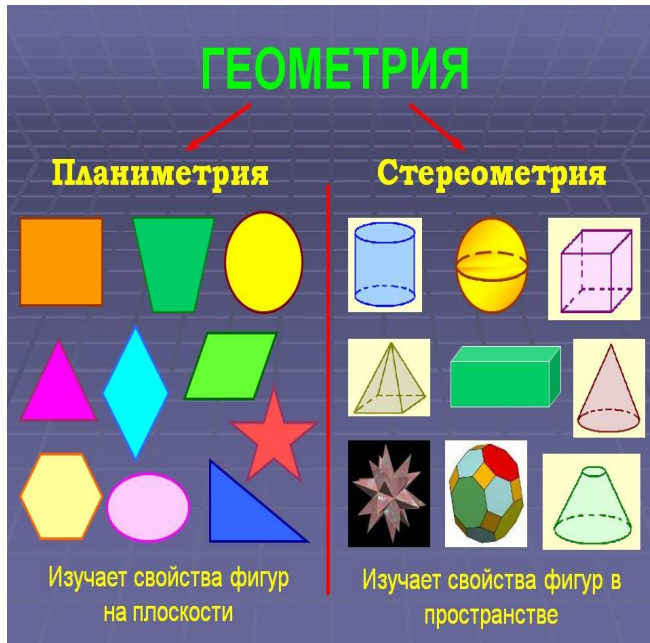 ГЕОМЕТРИЯ
Планиметрия
Стереометрия
Изучает свойства фигур
на плоскости
Изучает свойства фигур в
пространстве